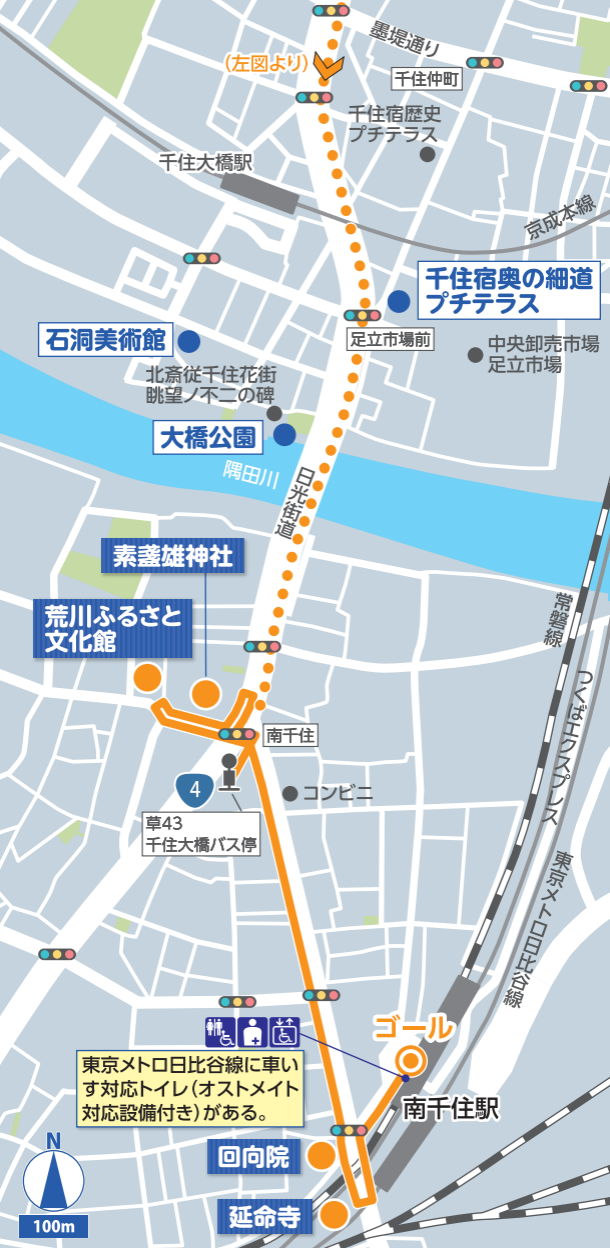 墨堤通り
(左図より)
千住仲町
千住宿歴史
プチテラス
千住大橋駅
京成本線
千住宿奥の細道
プチテラス
足立市場前
石洞美術館
中央卸売市場
足立市場
北斎従千住花街
眺望ノ不二の碑
大橋公園
隅田川
日光街道
素盞雄神社
荒川ふるさと
文化館
常磐線
つくばエクスプレス
南千住
4
コンビニ
草43
千住大橋バス停
東京メトロ日比谷線
ゴール
東京メトロ日比谷線に車い
す対応トイレ(オストメイト
対応設備付き)がある。
南千住駅
回向院
延命寺
N
100m